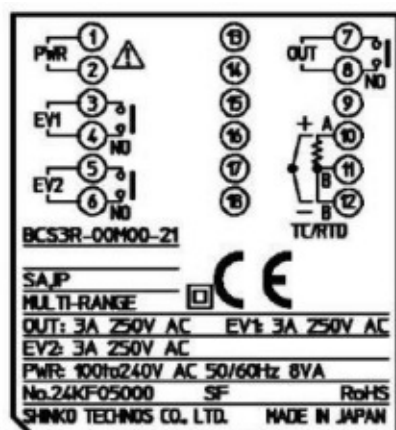 1 13 7
PWR OUT
2 14 8
NO
3 15 9
EV1 + A
4 16 10
NO
5 17 11
EV2 B
6 18 12
NO - B
BCS3R-00M00-21 TC/RTD
SA,IP
MULTI-RANGE CE
OUT: 3A 250V AC EV1: 3A 250V AC
EV2: 3A 250V AC
PWR: 100to240V AC 50/60Hz 8VA
No.24KF05000 SF RoHS
SHINKO TECHNOS CO., LTD. MADE IN JAPAN